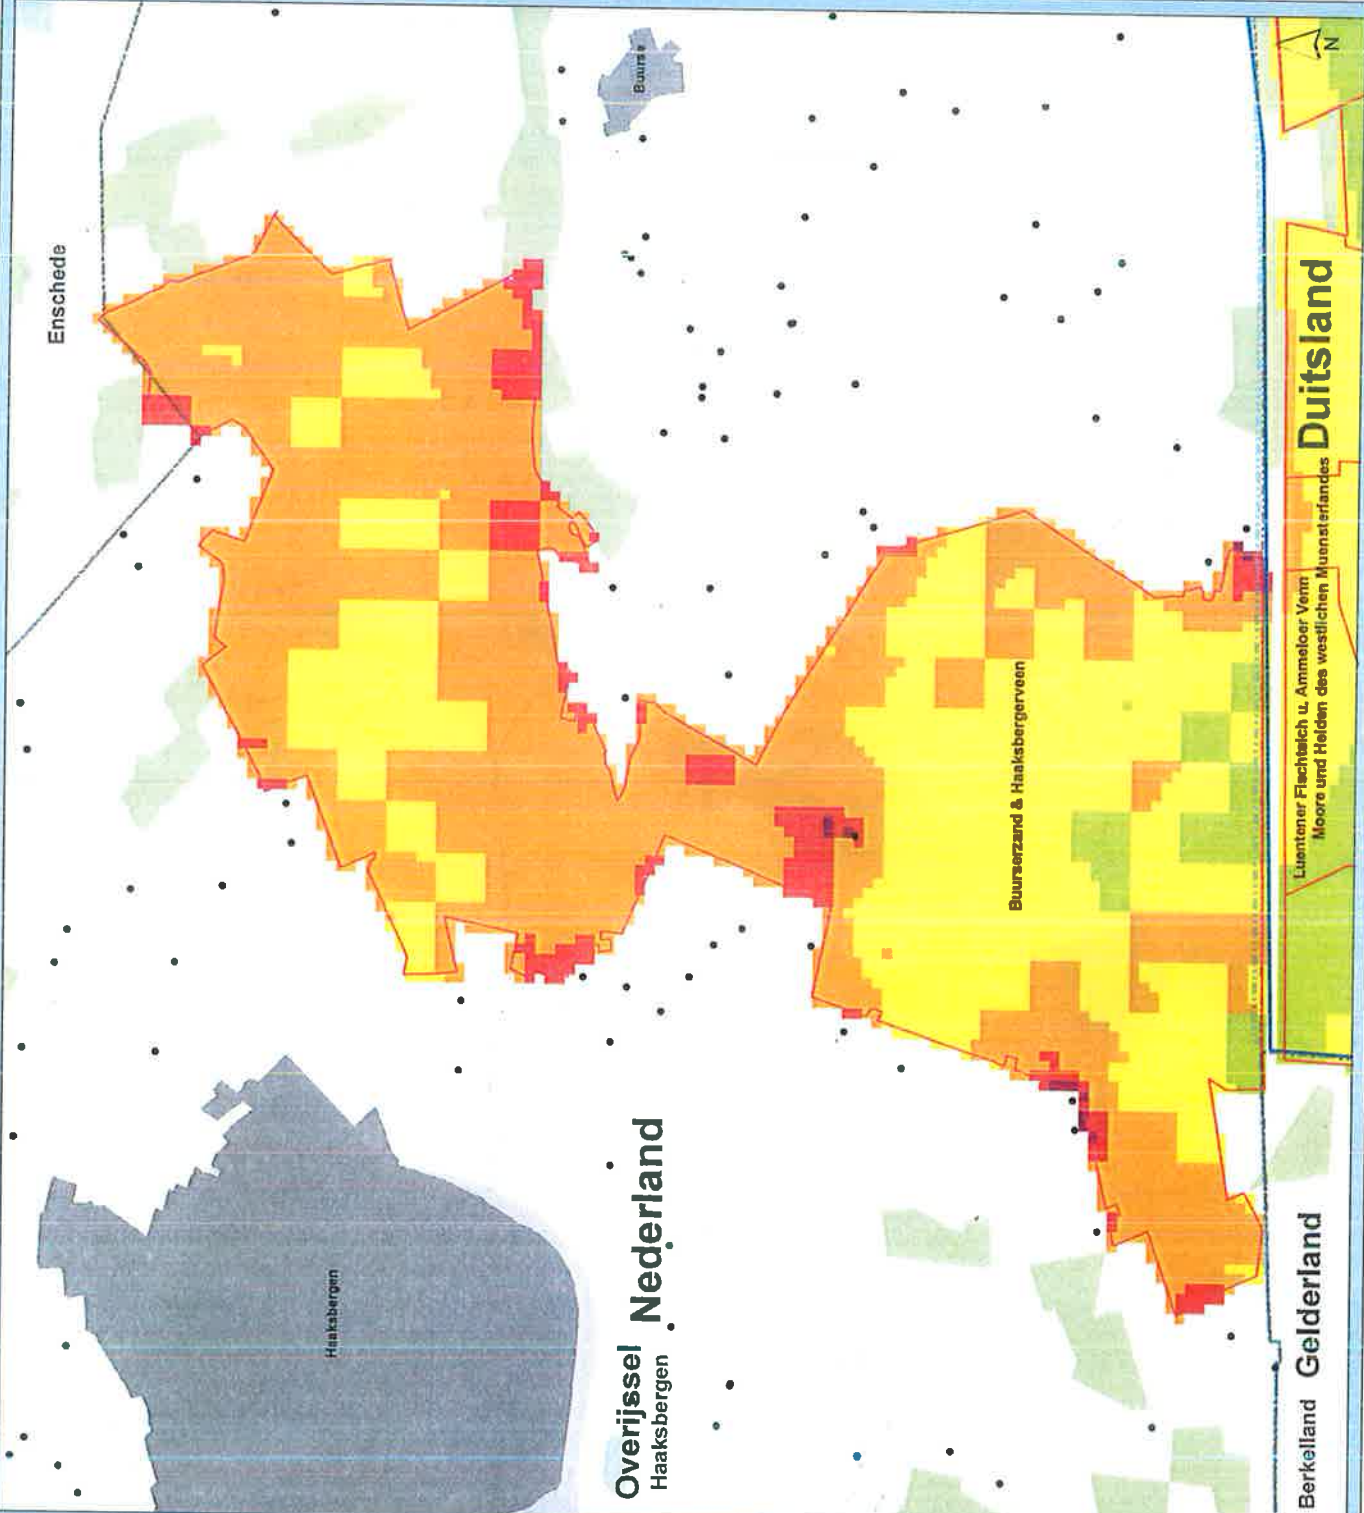 Enschede
Buurse
N
Haaksbergen
Overijssel Nederland
Haaksbergen
Buurserzand & Haaksbergerveen
Luentener Fischteich u. Ammeloer Venn
Moore und Heiden des westlichen Muensterlandes
Duitsland
Berkelland Gelderland